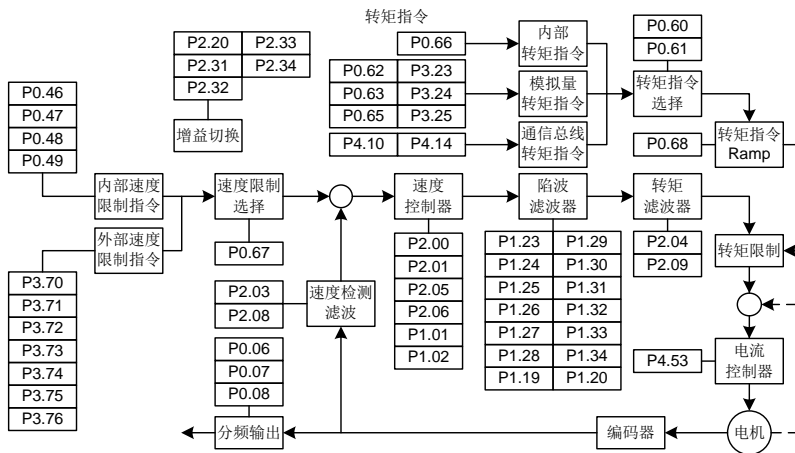 转矩指令
P0.66
内部
转矩指令
P0.62 P3.23
P0.63 P3.24
P0.65 P3.25
模拟量
转矩指令
P4.10 P4.14
通信总线
转矩指令
P0.60
P0.61
转矩指令
选择
P0.68
转矩指令
Ramp
P2.20 P2.33
P2.31 P2.34
P2.32
增益切换
P0.46
P0.47
P0.48
P0.49
内部速度
限制指令
外部速度
限制指令
P3.70
P3.71
P3.72
P3.73
P3.74
P3.75
P3.76
速度限制
选择
P0.67
速度
控制器
P2.00
P2.01
P2.05
P2.06
P1.01
P1.02
陷波
滤波器
P1.23 P1.29
P1.24 P1.30
P1.25 P1.31
P1.26 P1.32
P1.27 P1.33
P1.28 P1.34
P1.19 P1.20
转矩
滤波器
P2.04
P2.09
转矩限制
P2.03
P2.08
速度检测
滤波
P0.06
P0.07
P0.08
分频输出
P4.53
电流
控制器
编码器
电机